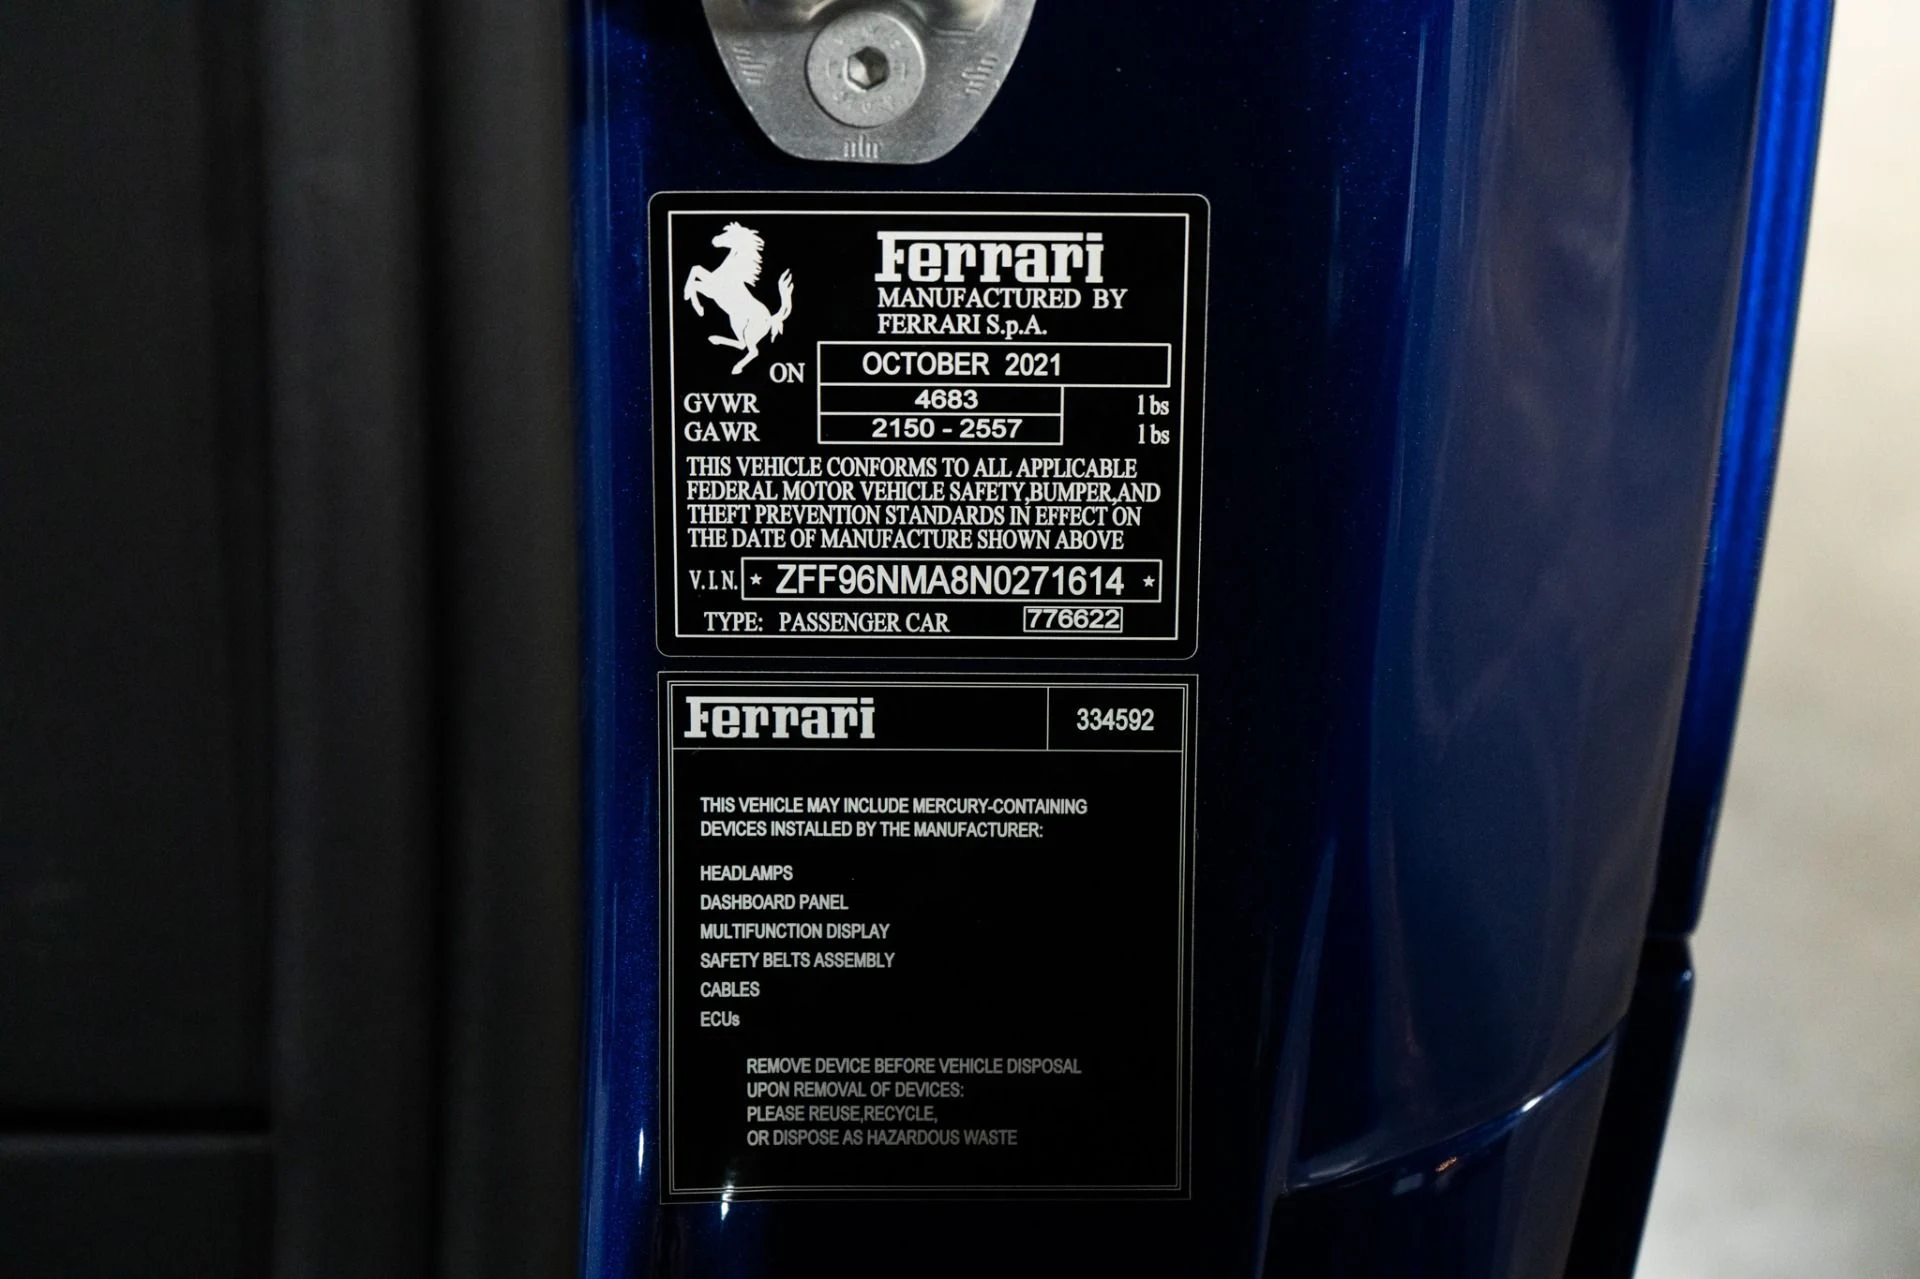 Ferrari
MANUFACTURED BY
FERRARI S.p.A.
ON OCTOBER 2021
GVWR 4683 lbs
GAWR 2150 - 2557 lbs
THIS VEHICLE CONFORMS TO ALL APPLICABLE
FEDERAL MOTOR VEHICLE SAFETY,BUMPER,AND
THEFT PREVENTION STANDARDS IN EFFECT ON
THE DATE OF MANUFACTURE SHOWN ABOVE
V.I.N. * ZFF96NMA8N0271614 *
TYPE: PASSENGER CAR 776622
Ferrari 334592
THIS VEHICLE MAY INCLUDE MERCURY-CONTAINING
DEVICES INSTALLED BY THE MANUFACTURER:
HEADLAMPS
DASHBOARD PANEL
MULTIFUNCTION DISPLAY
SAFETY BELTS ASSEMBLY
CABLES
ECUs
REMOVE DEVICE BEFORE VEHICLE DISPOSAL
UPON REMOVAL OF DEVICES:
PLEASE REUSE,RECYCLE,
OR DISPOSE AS HAZARDOUS WASTE